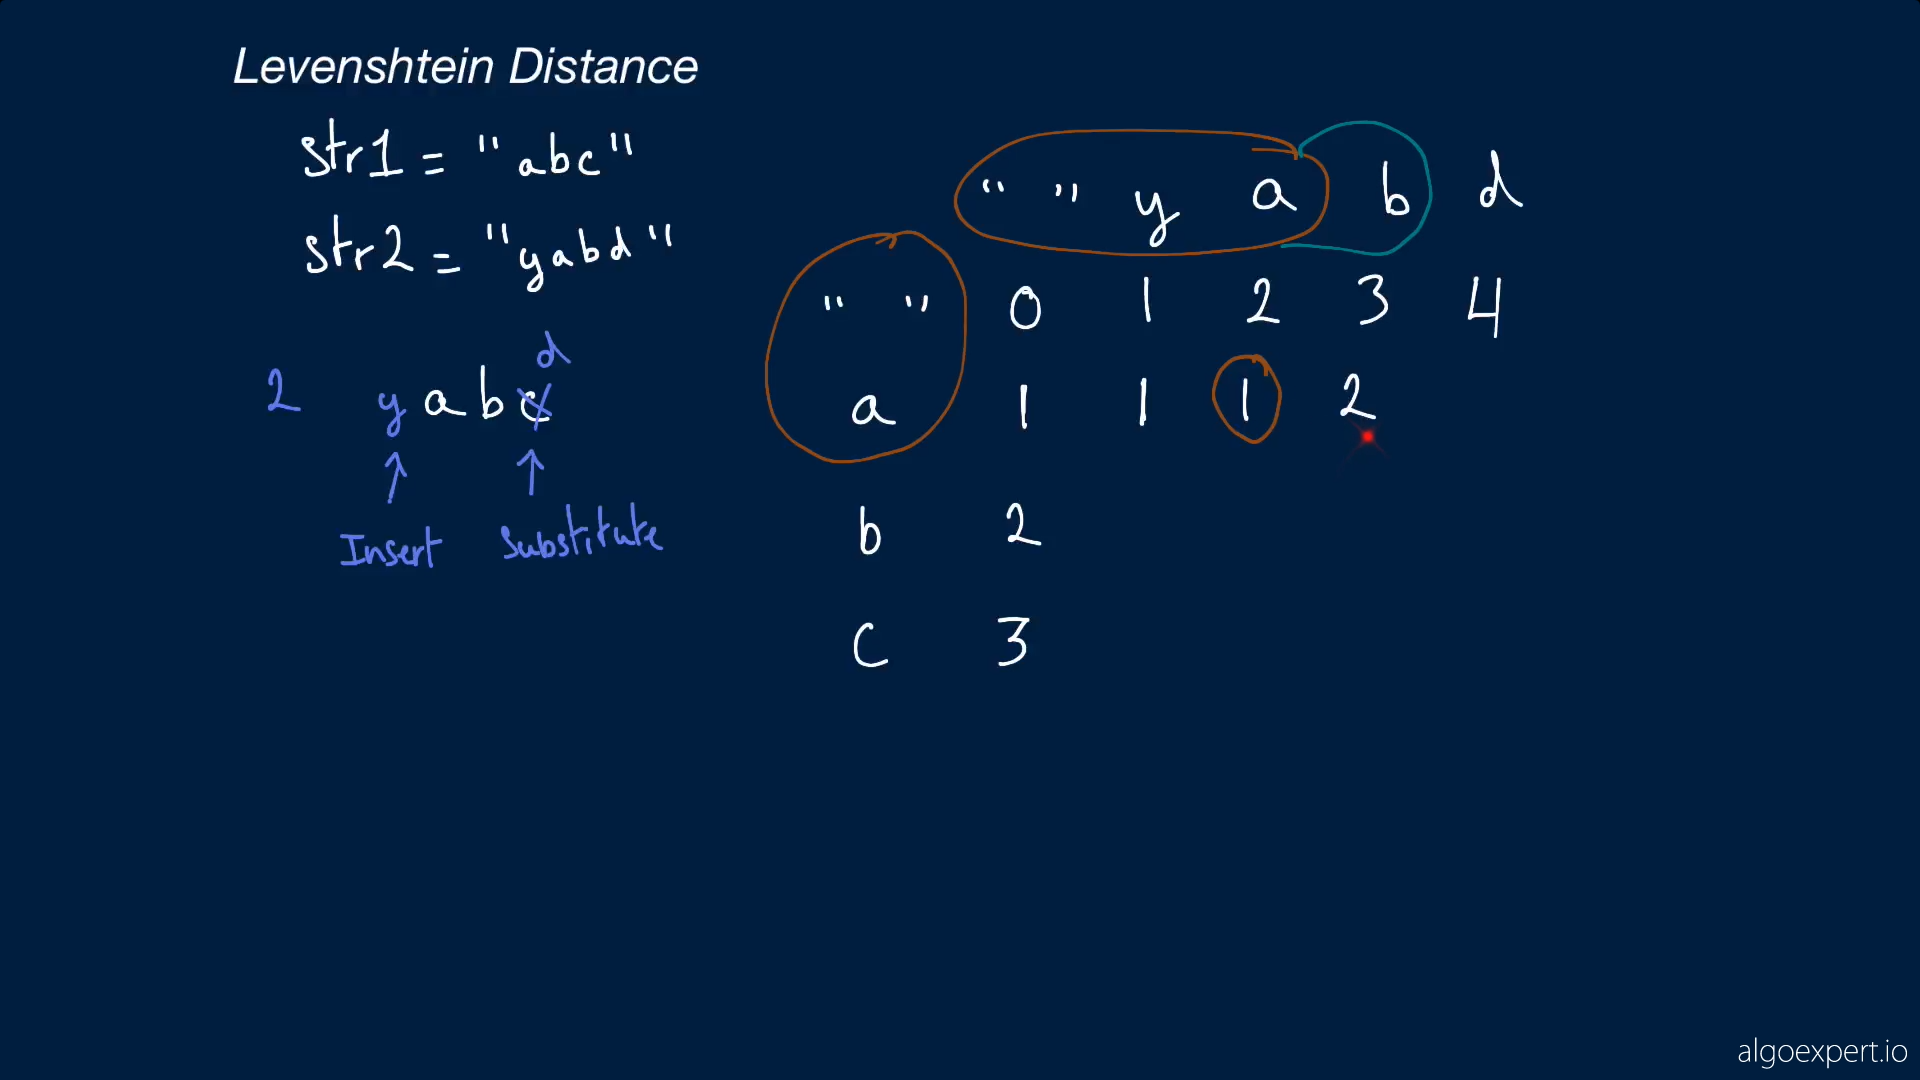 Levenshtein Distance
str1 = "abc"
str2 = "yabd"
2 y a b c d
Insert Substitute
" " y a b d
" " 0 1 2 3 4
a 1 1 1 2
b 2
c 3
algoexpert.io